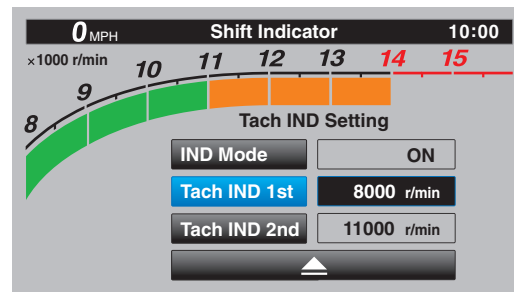 0 MPH Shift Indicator 10:00
×1000 r/min
8 9 10 11 12 13 14 15
Tach IND Setting
IND Mode ON
Tach IND 1st 8000 r/min
Tach IND 2nd 11000 r/min